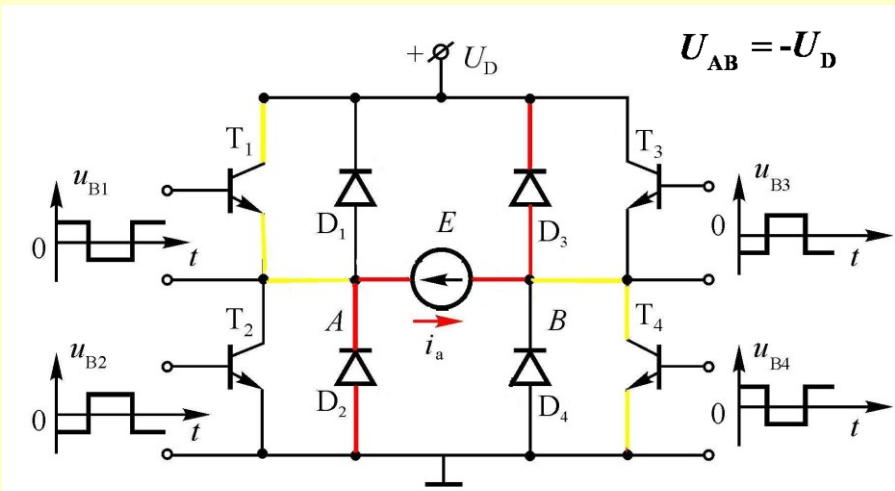 + U_D
U_AB = -U_D
T_1
T_3
u_B1
u_B3
0
t
D_1
E
D_3
0
t
T_2
A
i_a
B
T_4
u_B2
u_B4
0
t
D_2
D_4
0
t